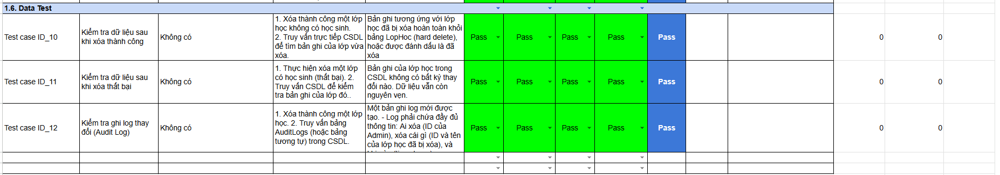 1.6. Data Test
Test case ID_10
Kiểm tra dữ liệu sau
khi xóa thành công
Không có
1. Xóa thành công một lớp
học không có học sinh.
2. Truy vấn trực tiếp CSDL
để tìm bản ghi của lớp vừa
xóa.
Bản ghi tương ứng với lớp
học đã bị xóa hoàn toàn khỏi
bảng LopHoc (hard delete),
hoặc được đánh dấu là đã
xóa
Pass
Pass
Pass
Pass
Pass
0
0
Test case ID_11
Kiểm tra dữ liệu sau
khi xóa thất bại
Không có
1. Thực hiện xóa một lớp
có học sinh (thất bại). 2.
Truy vấn CSDL để kiểm
tra bản ghi của lớp đó..
Bản ghi của lớp học trong
CSDL không có bất kỳ thay
đổi nào. Dữ liệu vẫn còn
nguyên vẹn.
Pass
Pass
Pass
Pass
Pass
0
0
Test case ID_12
Kiểm tra ghi log thay
đổi (Audit Log)
Không có
1. Xóa thành công một lớp
học. 2. Truy vấn bảng
AuditLogs (hoặc bảng
tương tự) trong CSDL.
Một bản ghi log mới được
tạo. - Log phải chứa đầy đủ
thông tin: Ai xóa (ID của
Admin), xóa cái gì (ID và tên
của lớp học đã bị xóa), và
Pass
Pass
Pass
Pass
Pass
0
0